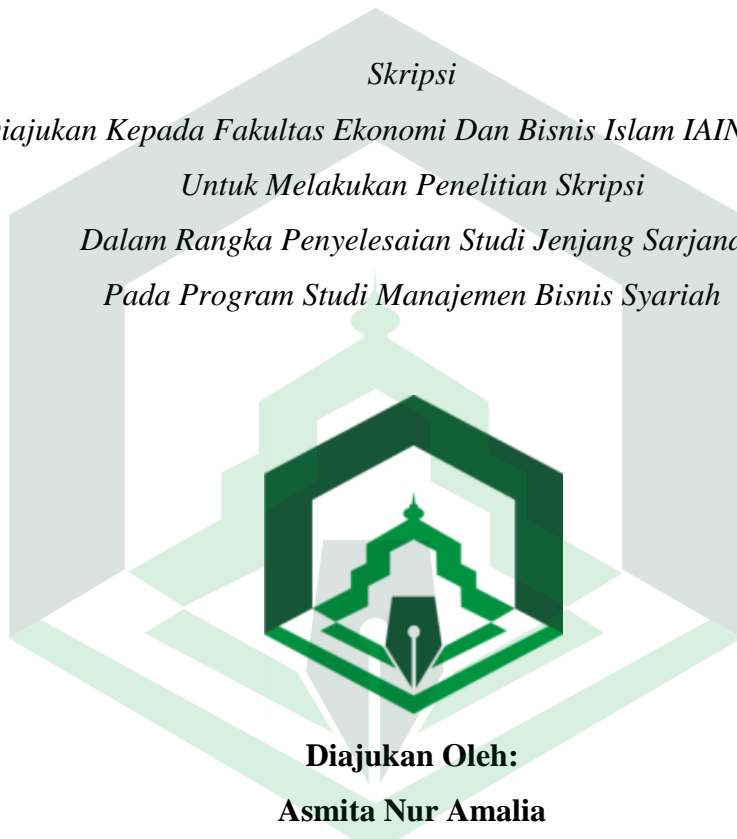 Skripsi
iajukan Kepada Fakultas Ekonomi Dan Bisnis Islam IAIN
Untuk Melakukan Penelitian Skripsi
Dalam Rangka Penyelesaian Studi Jenjang Sarjana
Pada Program Studi Manajemen Bisnis Syariah
Diajukan Oleh:
Asmita Nur Amalia